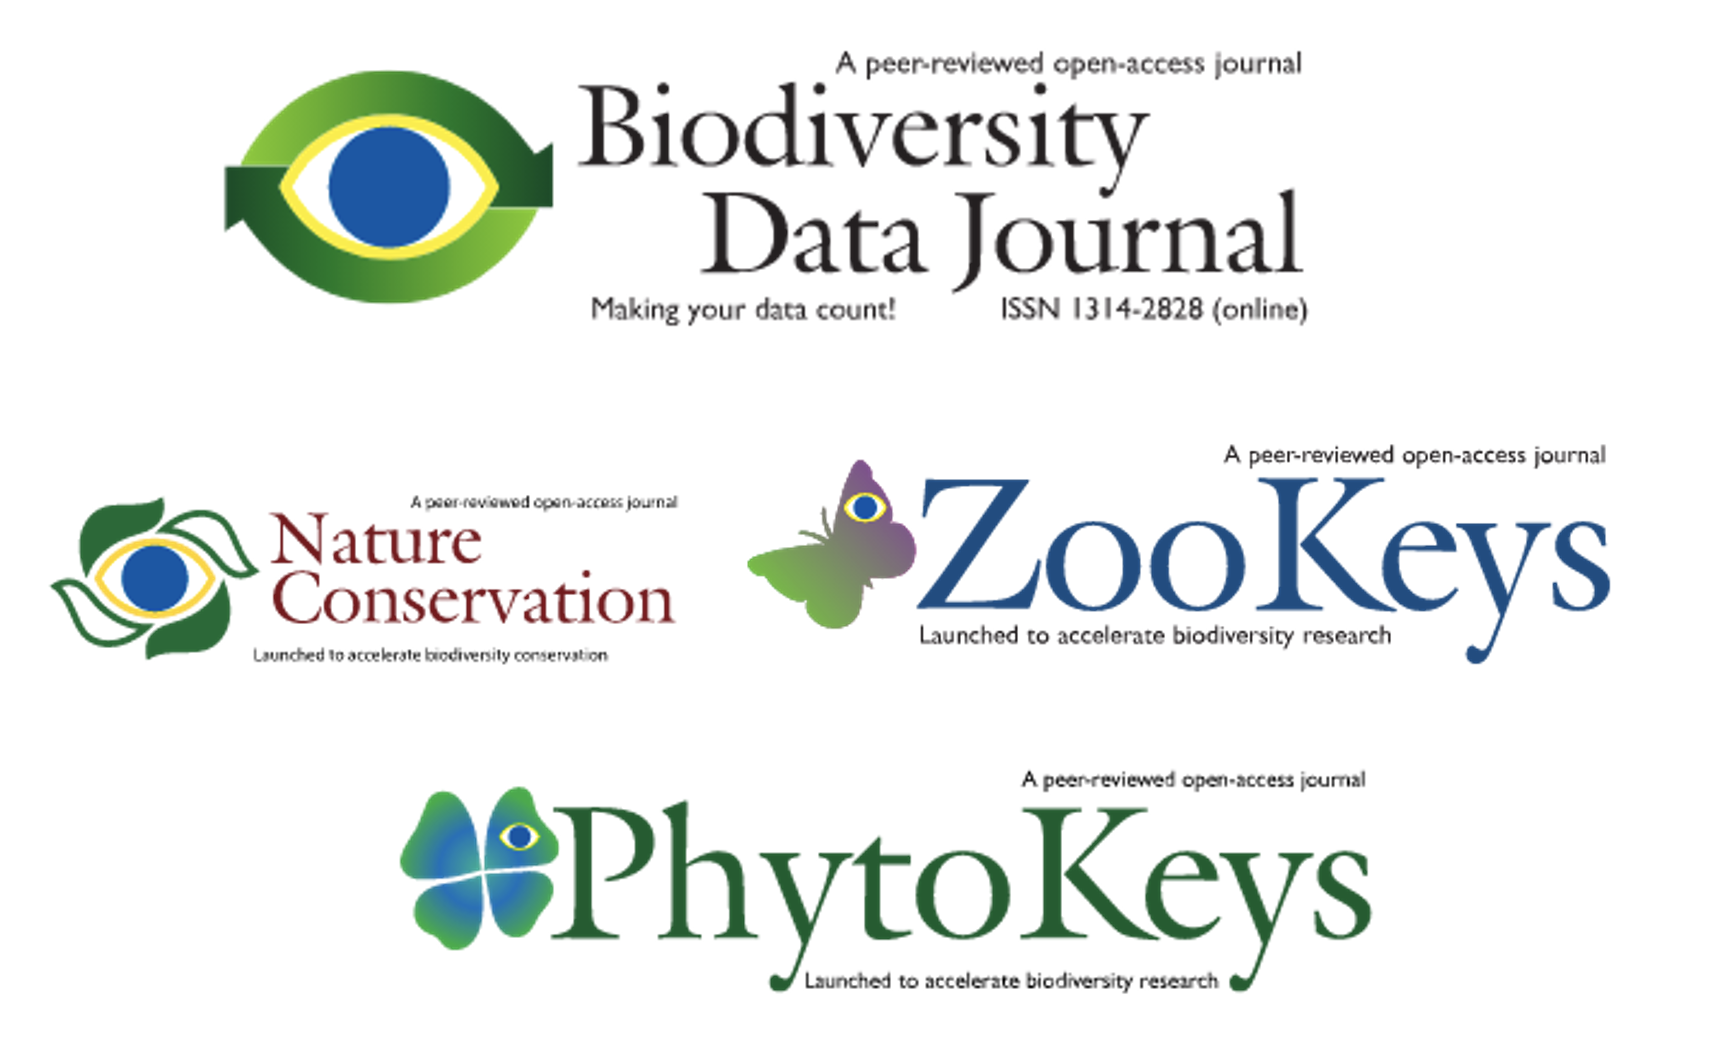 A peer-reviewed open-access journal
Biodiversity
Data Journal
Making your data count! ISSN 1314-2828 (online)
A peer-reviewed open-access journal
Nature
Conservation
Launched to accelerate biodiversity conservation
A peer-reviewed open-access journal
ZooKeys
Launched to accelerate biodiversity research
A peer-reviewed open-access journal
PhytoKeys
Launched to accelerate biodiversity research